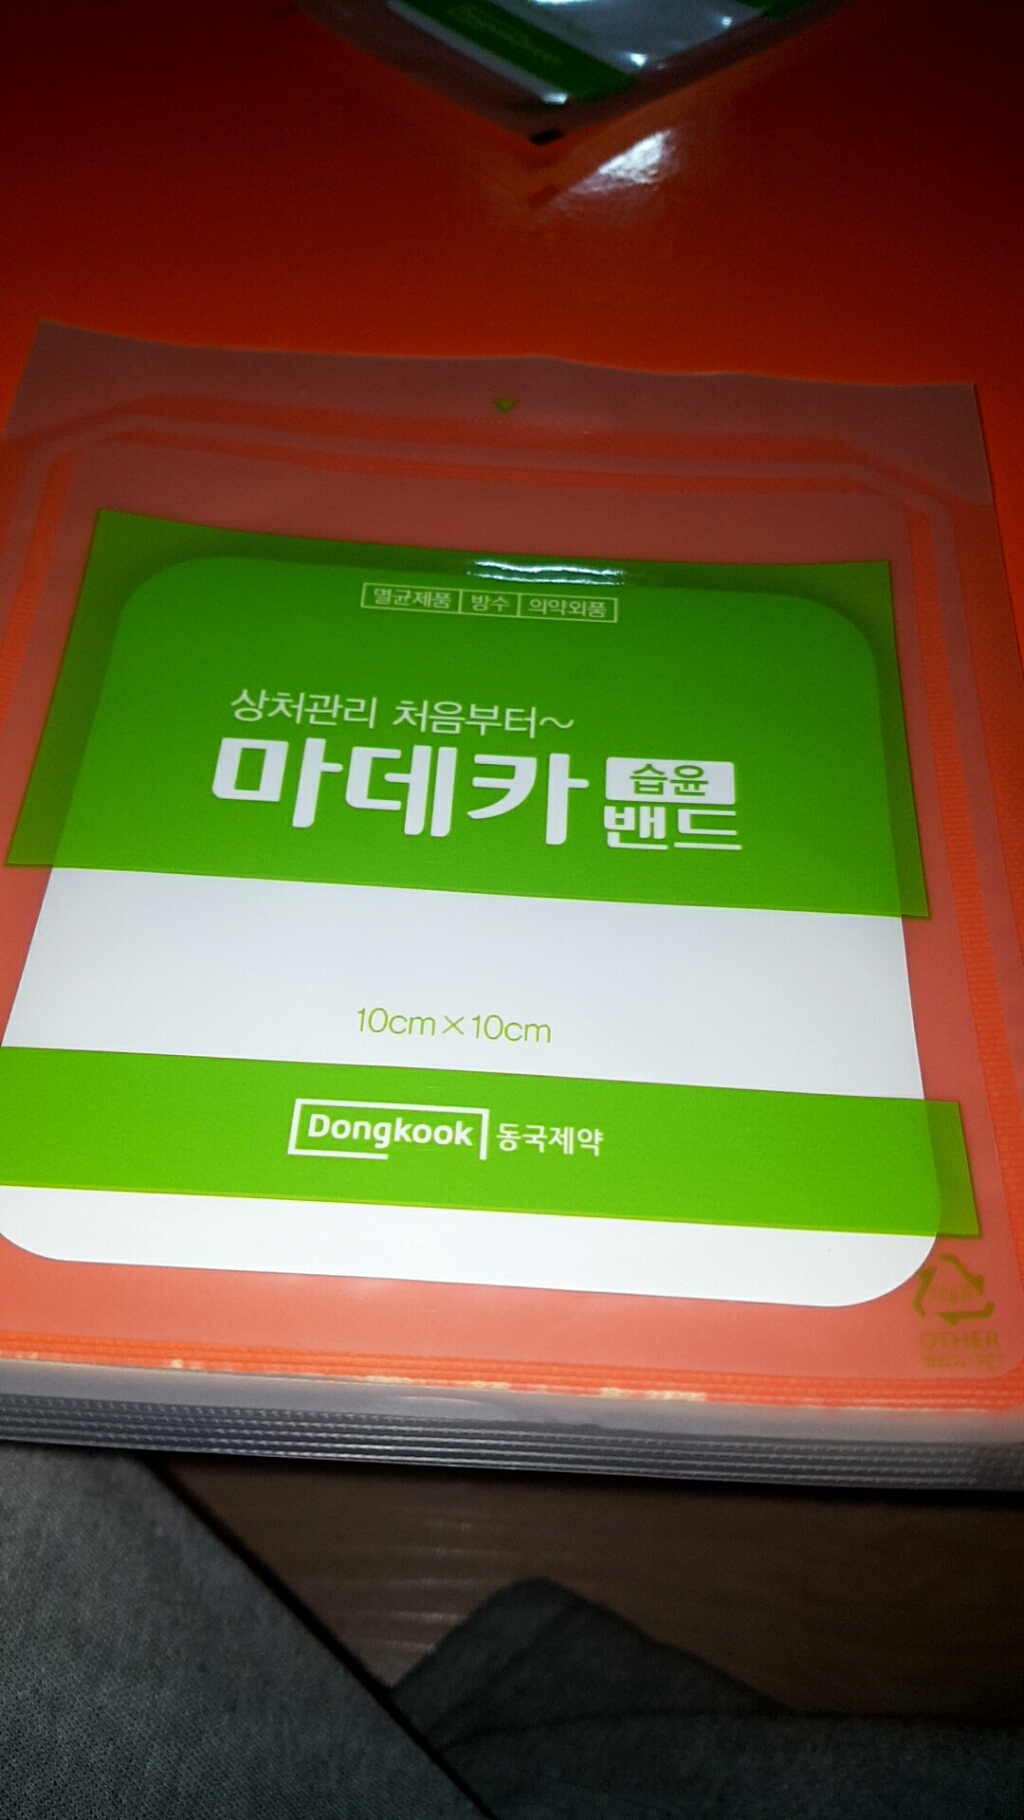 멸균제품 방수 의약외품
상처관리 처음부터~
마데카 습윤 밴드
10cm×10cm
Dongkook 동국제약
OTHER